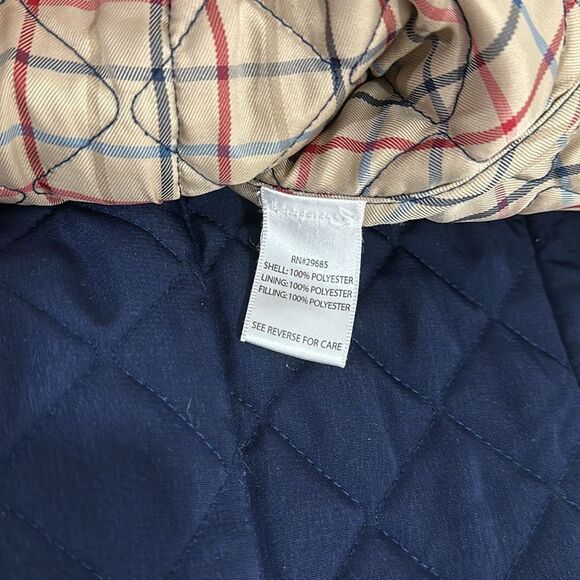 RN#29685
SHELL:100% POLYESTER
LINING:100% POLYESTER
FILLING:100% POLYESTER
SEE REVERSE FOR CARE